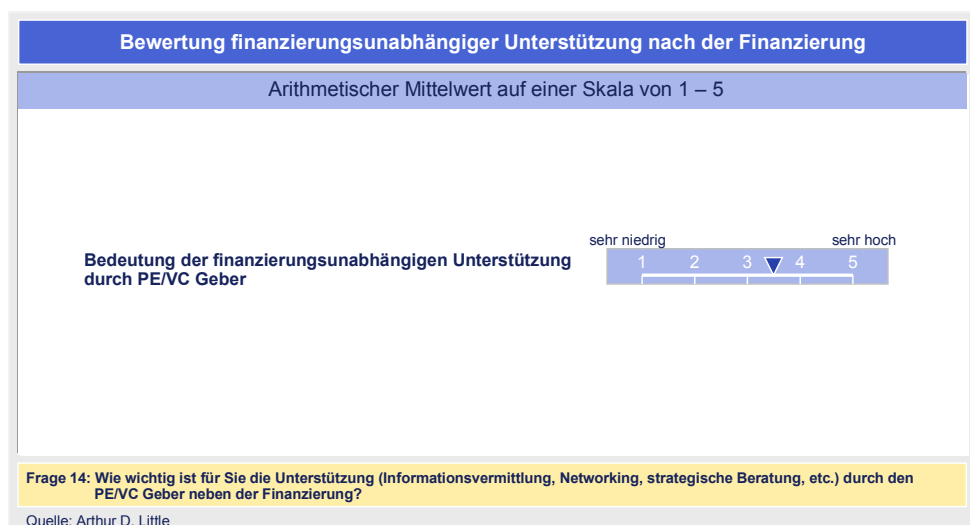 Bewertung finanzierungsunabhängiger Unterstützung nach der Finanzierung
Arithmetischer Mittelwert auf einer Skala von 1 – 5
sehr niedrig sehr hoch
Bedeutung der finanzierungsunabhängigen Unterstützung
durch PE/VC Geber
1 2 3 4 5
Frage 14: Wie wichtig ist für Sie die Unterstützung (Informationsvermittlung, Networking, strategische Beratung, etc.) durch den
PE/VC Geber neben der Finanzierung?
Quelle: Arthur D. Little